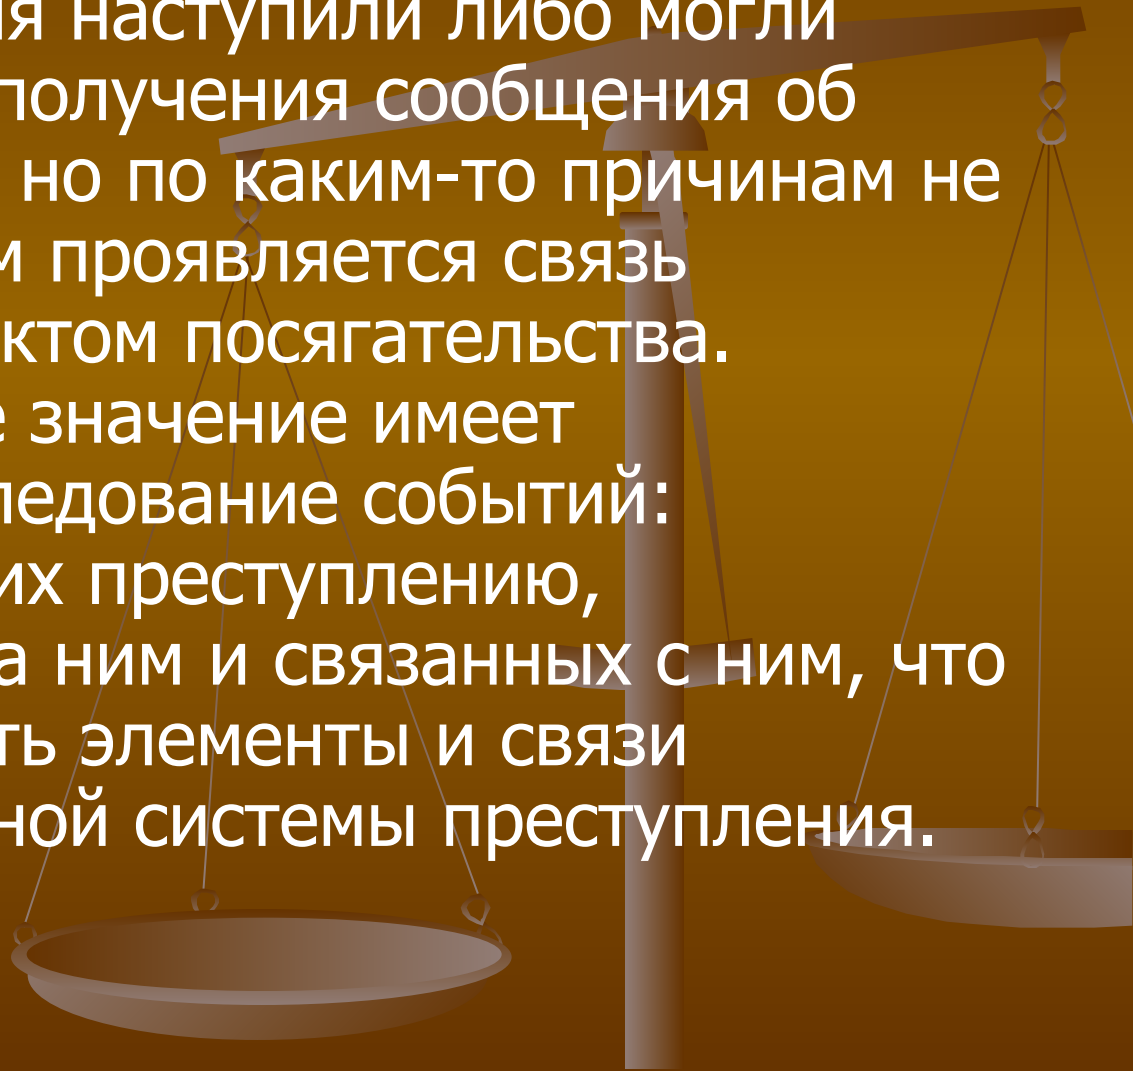 ия наступили либо могли
получения сообщения об
но по каким-то причинам не
м проявляется связь
ктом посягательства.
е значение имеет
ледование событий:
их преступлению,
а ним и связанных с ним, что
ть элементы и связи
ной системы преступления.